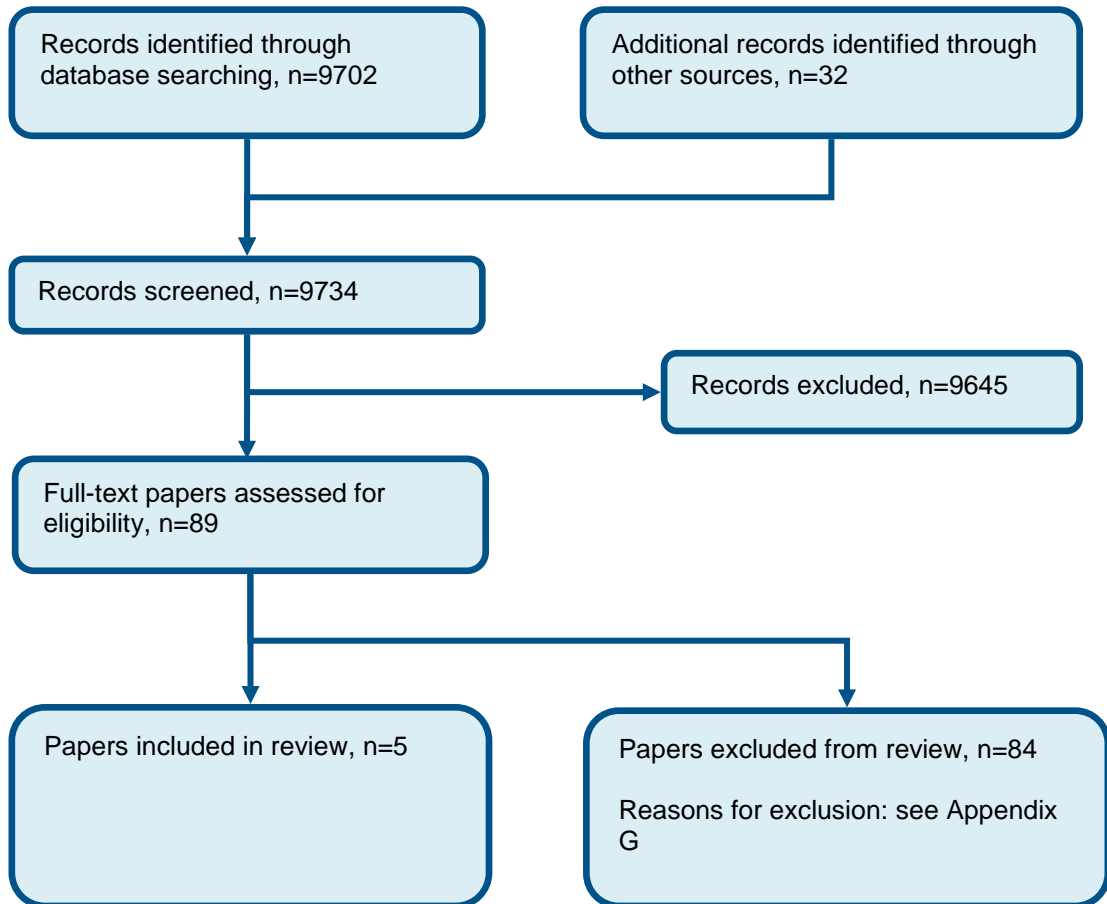 Records identified through
database searching, n=9702
Additional records identified through
other sources, n=32
Records screened, n=9734
Records excluded, n=9645
Full-text papers assessed for
eligibility, n=89
Papers included in review, n=5
Papers excluded from review, n=84
Reasons for exclusion: see Appendix
G